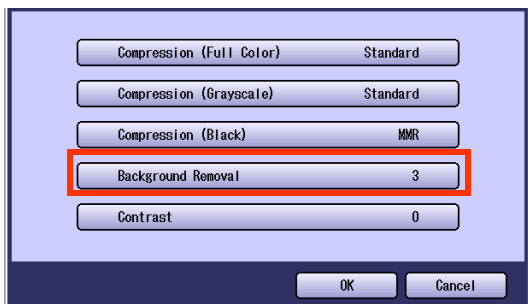 Compression (Full Color) Standard
Compression (Grayscale) Standard
Compression (Black) MMR
Background Removal 3
Contrast 0
OK Cancel